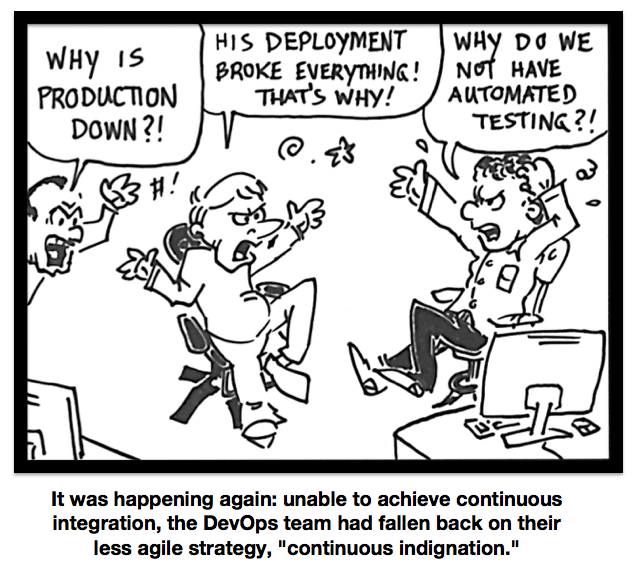 WHY IS
PRODUCTION
DOWN?!
HIS DEPLOYMENT
BROKE EVERYTHING!
THAT'S WHY!
WHY DO WE
NOT HAVE
AUTOMATED
TESTING?!
#!
@.*
@
It was happening again: unable to achieve continuous
integration, the DevOps team had fallen back on their
less agile strategy, "continuous indignation."